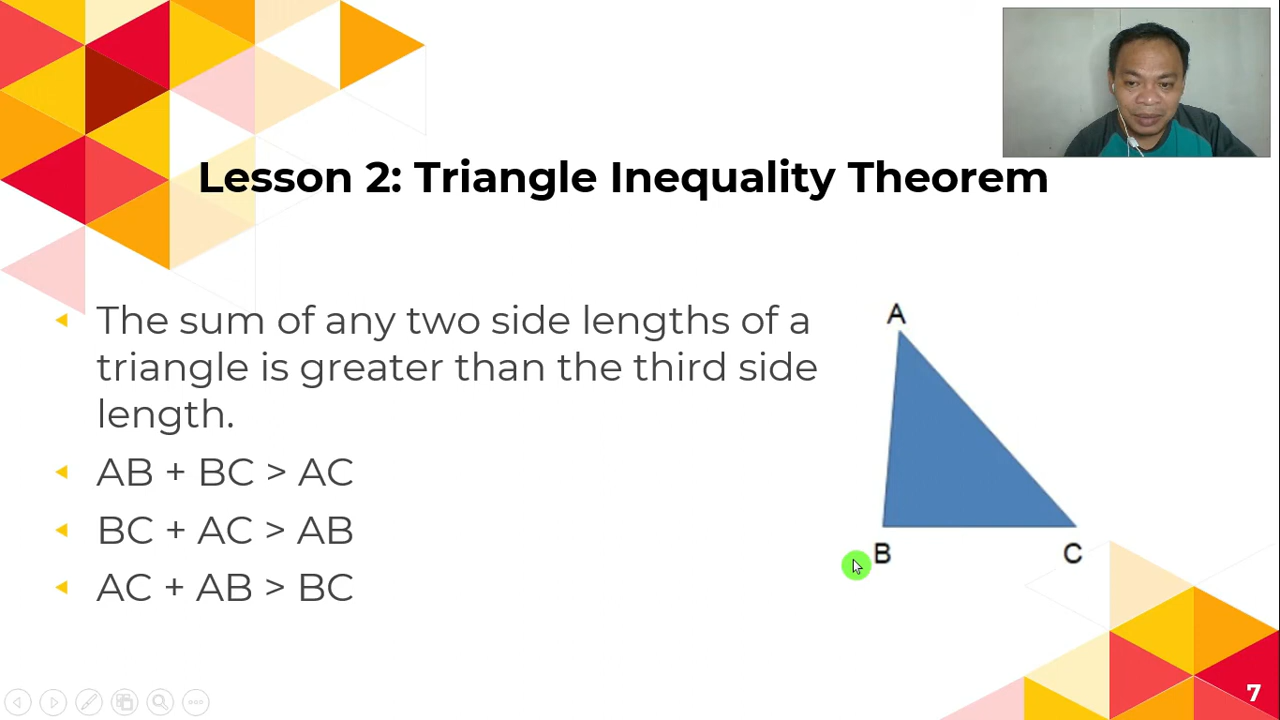 Lesson 2: Triangle Inequality Theorem
The sum of any two side lengths of a
triangle is greater than the third side
length.
AB + BC > AC
BC + AC > AB
AC + AB > BC
A
B
C
7